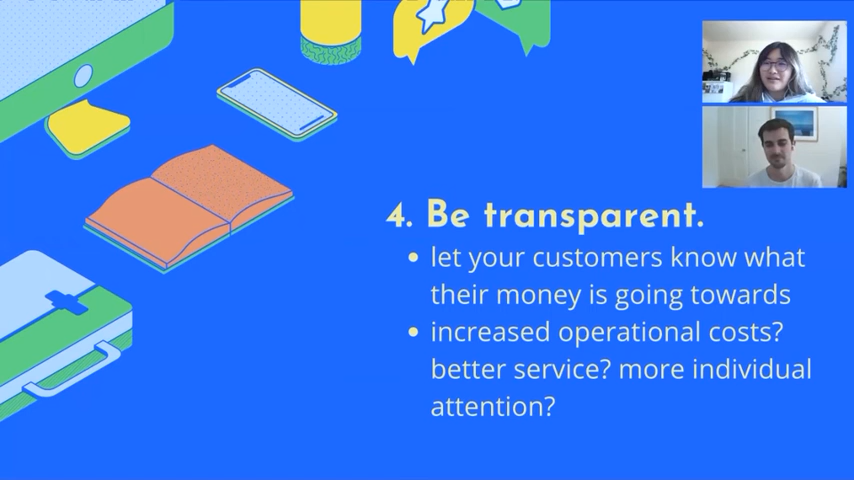 4. Be transparent.
let your customers know what
their money is going towards
increased operational costs?
better service? more individual
attention?